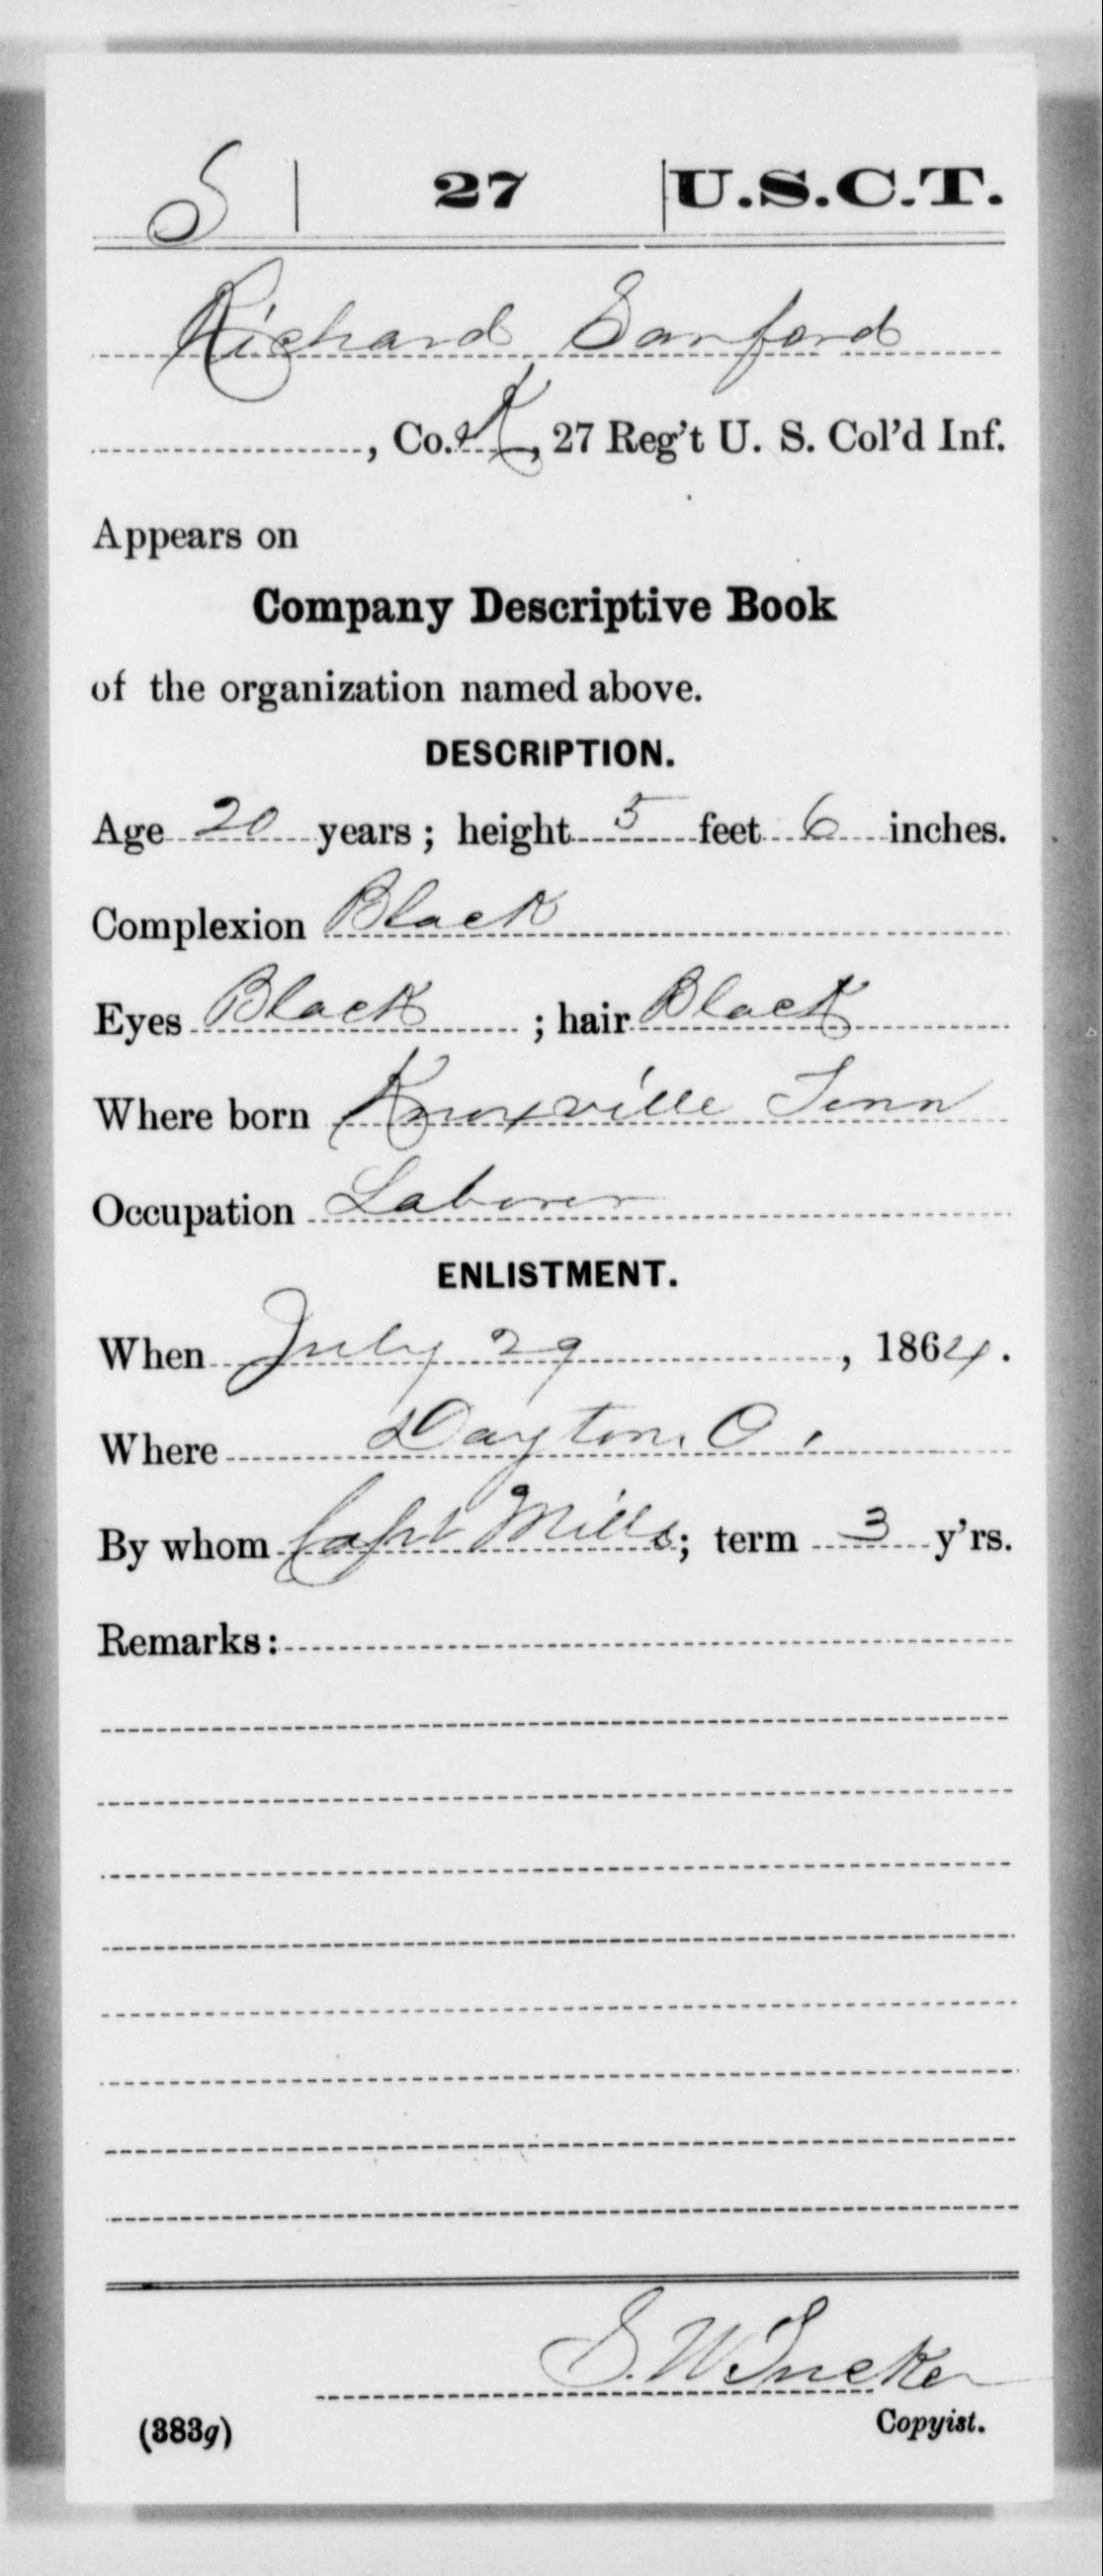 S | 27 | U.S.C.T.
Richard Sanford
, Co. K, 27 Reg't U. S. Col'd Inf.
Appears on
Company Descriptive Book
of the organization named above.
DESCRIPTION.
Age 20 years; height 5 feet 6 inches.
Complexion Black
Eyes Black ; hair Black
Where born Knoxville Tenn
Occupation Laborer
ENLISTMENT.
When July 29, 1864.
Where Dayton, O.
By whom Capt Mills; term 3 y'rs.
Remarks:
S. W. Tucker
Copyist.
(383g)